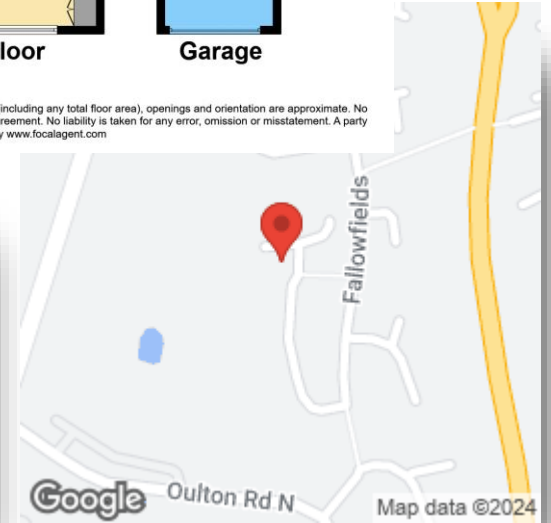 loor
Garage
including any total floor area), openings and orientation are approximate. No
reement. No liability is taken for any error, omission or misstatement. A party
y www.focalagent.com
Fallowfields
Google
Oulton Rd N
Map data ©2024